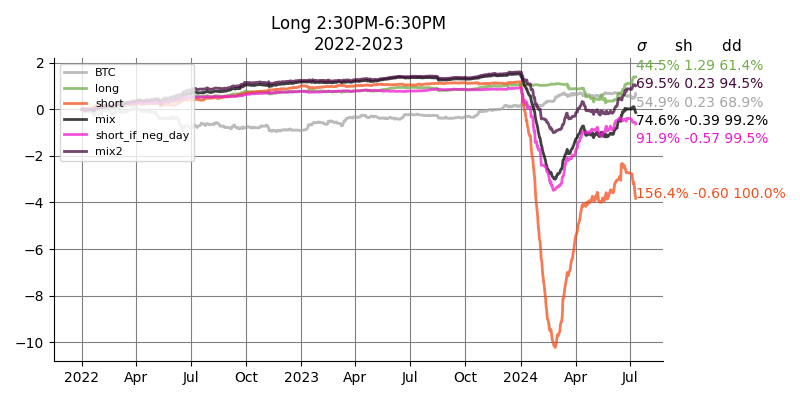 Long 2:30PM-6:30PM
2022-2023
σ sh dd
44.5% 1.29 61.4%
69.5% 0.23 94.5%
54.9% 0.23 68.9%
74.6% -0.39 99.2%
91.9% -0.57 99.5%
156.4% -0.60 100.0%
BTC
long
short
mix
short_if_neg_day
mix2
2
0
−2
−4
−6
−8
−10
2022 Apr Jul Oct 2023 Apr Jul Oct 2024 Apr Jul